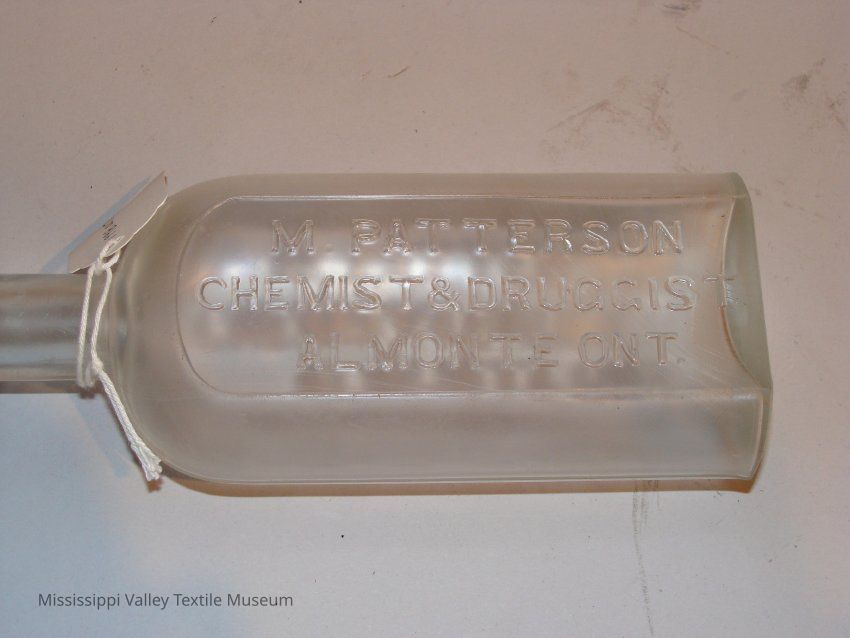 M. PATTERSON
CHEMIST & DRUGGIST
ALMONTE ONT.
Mississippi Valley Textile Museum